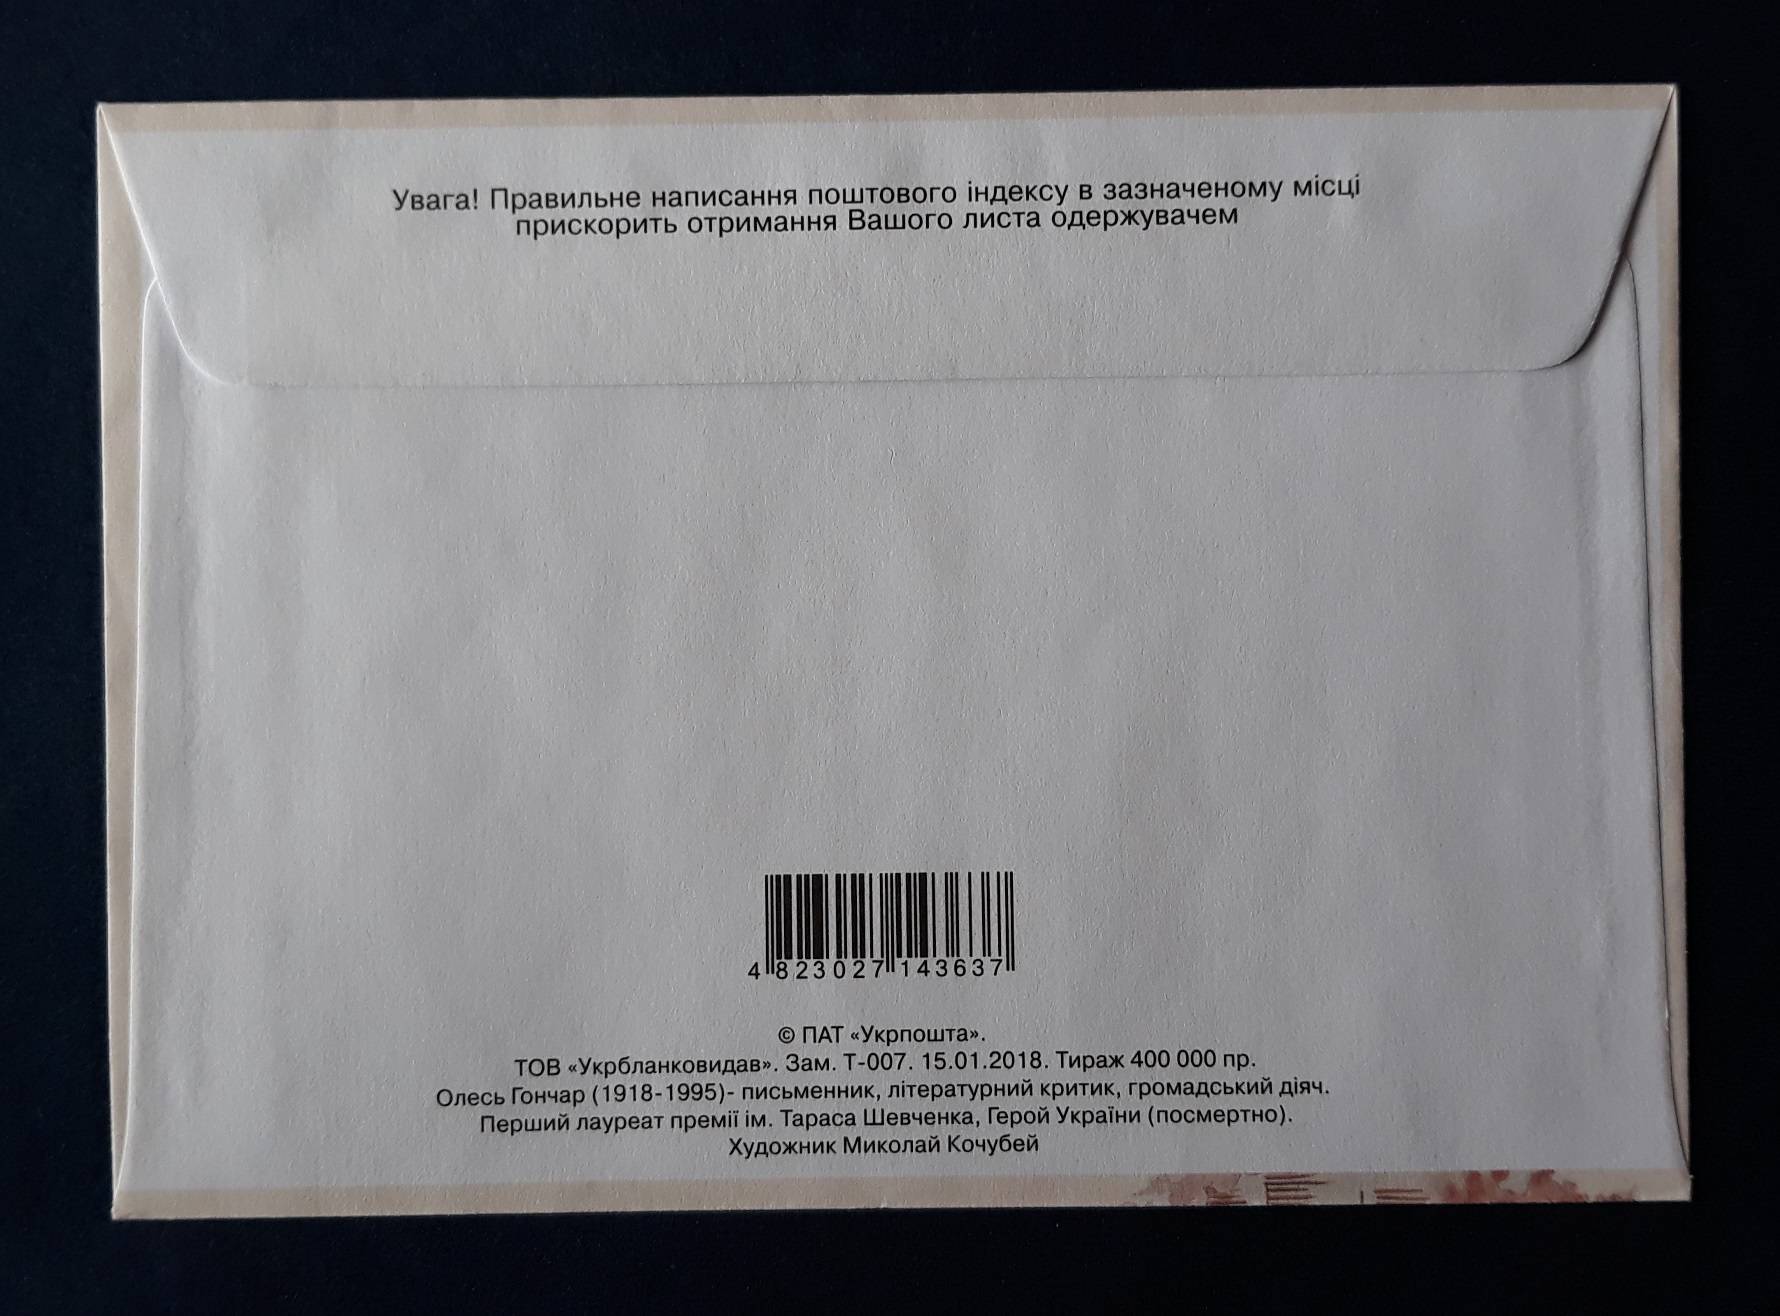 Увага! Правильне написання поштового індексу в зазначеному місці
прискорить отримання Вашого листа одержувачем
4 823027 143637
© ПАТ «Укрпошта».
ТОВ «Укрбланковидав». Зам. Т-007. 15.01.2018. Тираж 400 000 пр.
Олесь Гончар (1918-1995)- письменник, літературний критик, громадський діяч.
Перший лауреат премії ім. Тараса Шевченка, Герой України (посмертно).
Художник Миколай Кочубей